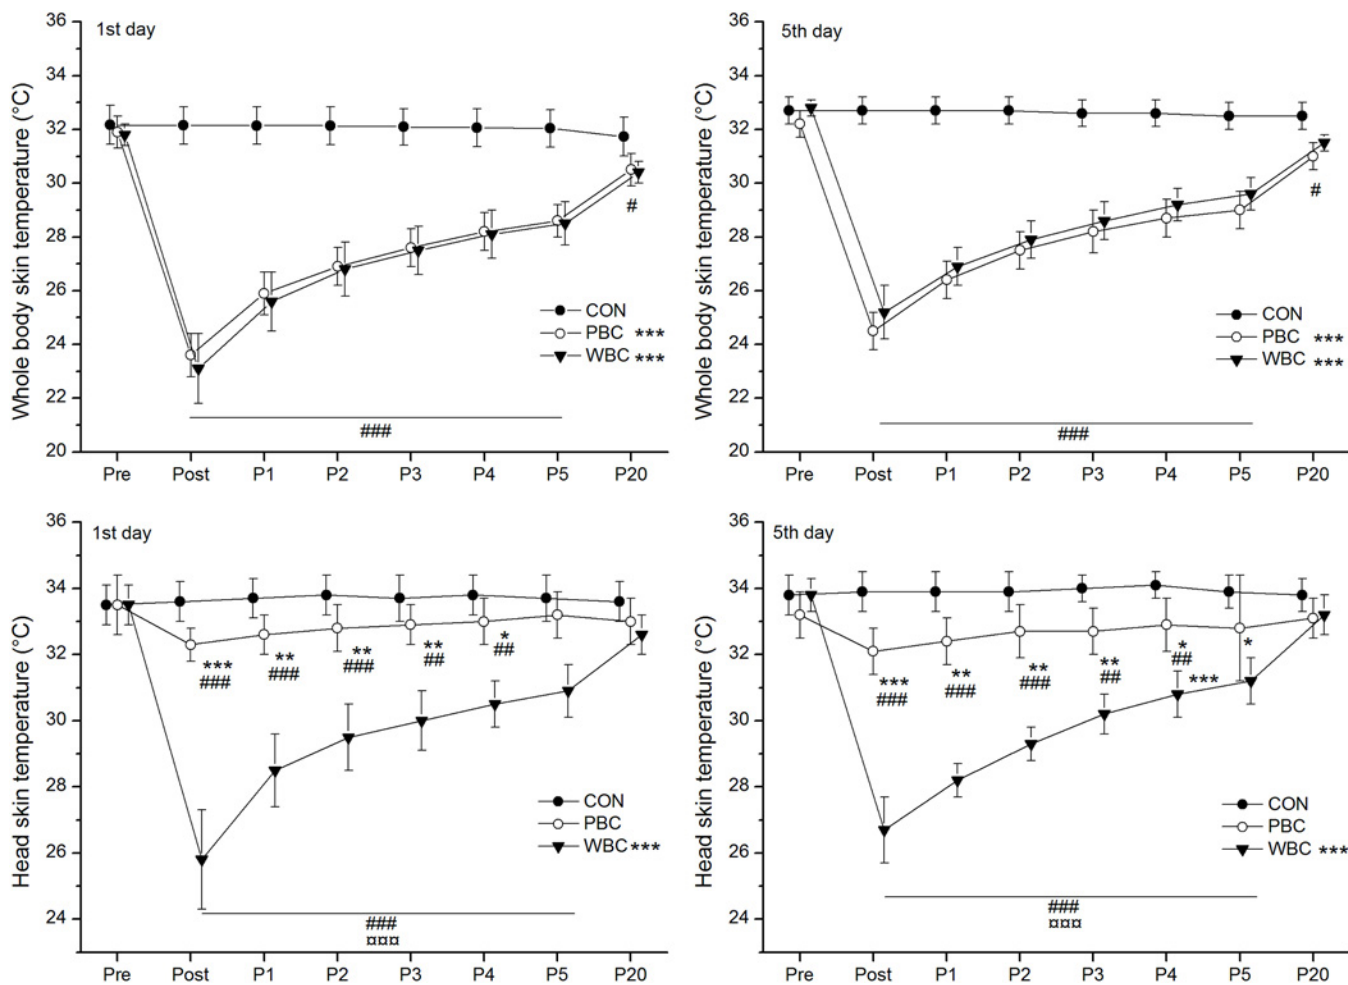 1st day
Whole body skin temperature (°C)
36
34
32
30
28
26
24
22
20
#
CON
PBC ***
WBC ***
###
Pre Post P1 P2 P3 P4 P5 P20
5th day
Whole body skin temperature (°C)
36
34
32
30
28
26
24
22
20
#
CON
PBC ***
WBC ***
###
Pre Post P1 P2 P3 P4 P5 P20
1st day
Head skin temperature (°C)
36
34
32
30
28
26
24
***
###
**
###
**
###
**
##
*
##
CON
PBC
WBC ***
###
¤¤¤
Pre Post P1 P2 P3 P4 P5 P20
5th day
Head skin temperature (°C)
36
34
32
30
28
26
24
***
###
**
###
**
###
**
##
*
##
***
*
CON
PBC
WBC ***
###
¤¤¤
Pre Post P1 P2 P3 P4 P5 P20